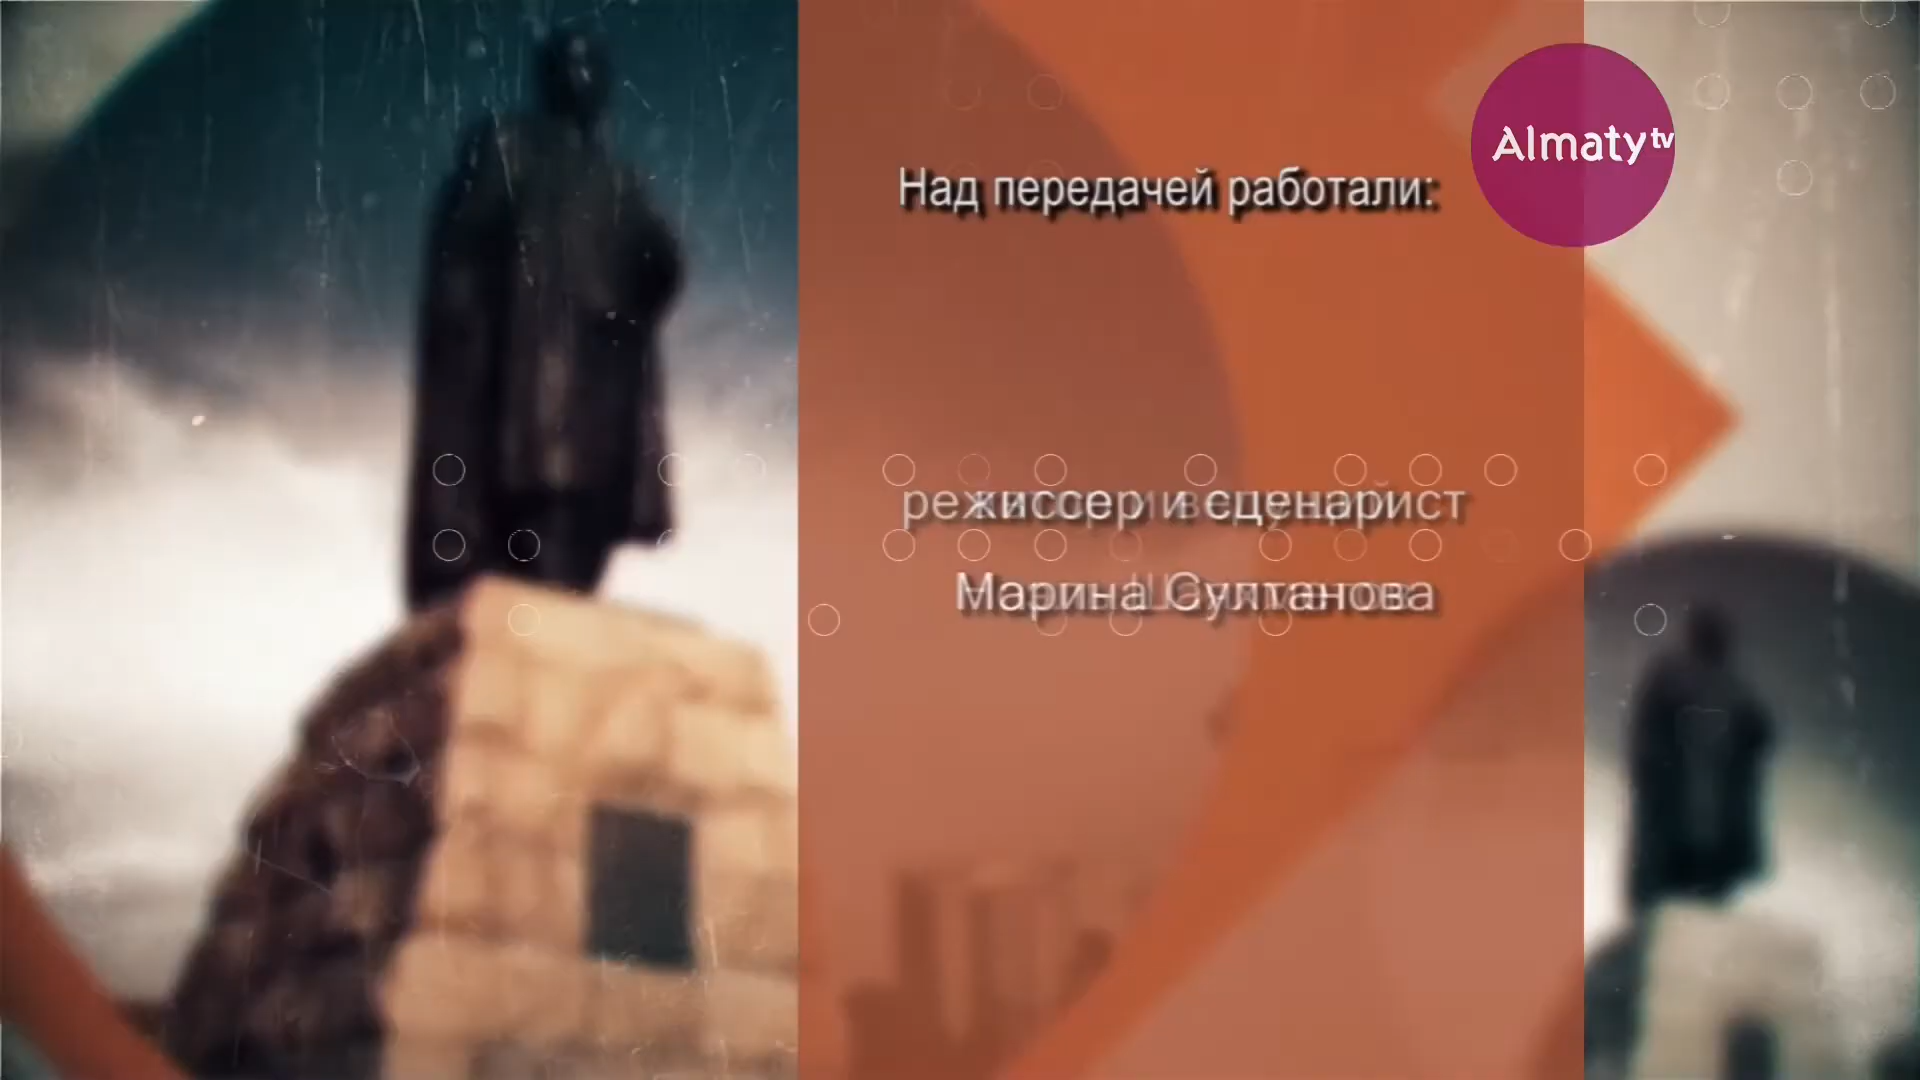 Almaty tv
Над передачей работали:
режиссер и сценарист
Марина Султанова